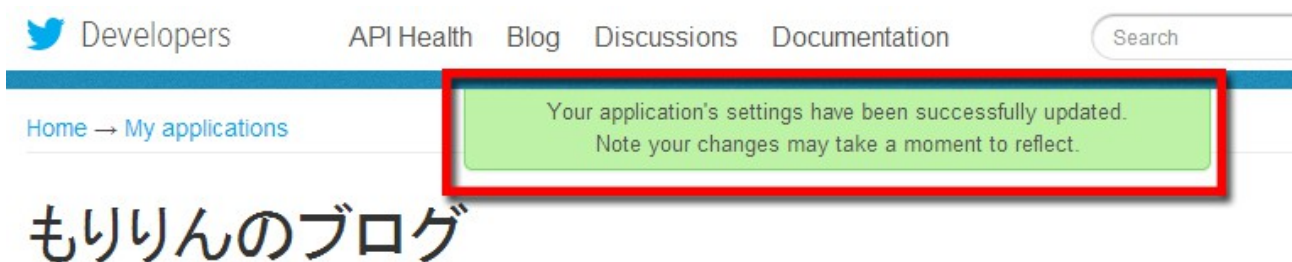 Developers API Health Blog Discussions Documentation Search
Your application's settings have been successfully updated.
Home → My applications
Note your changes may take a moment to reflect.
もりりんのブログ